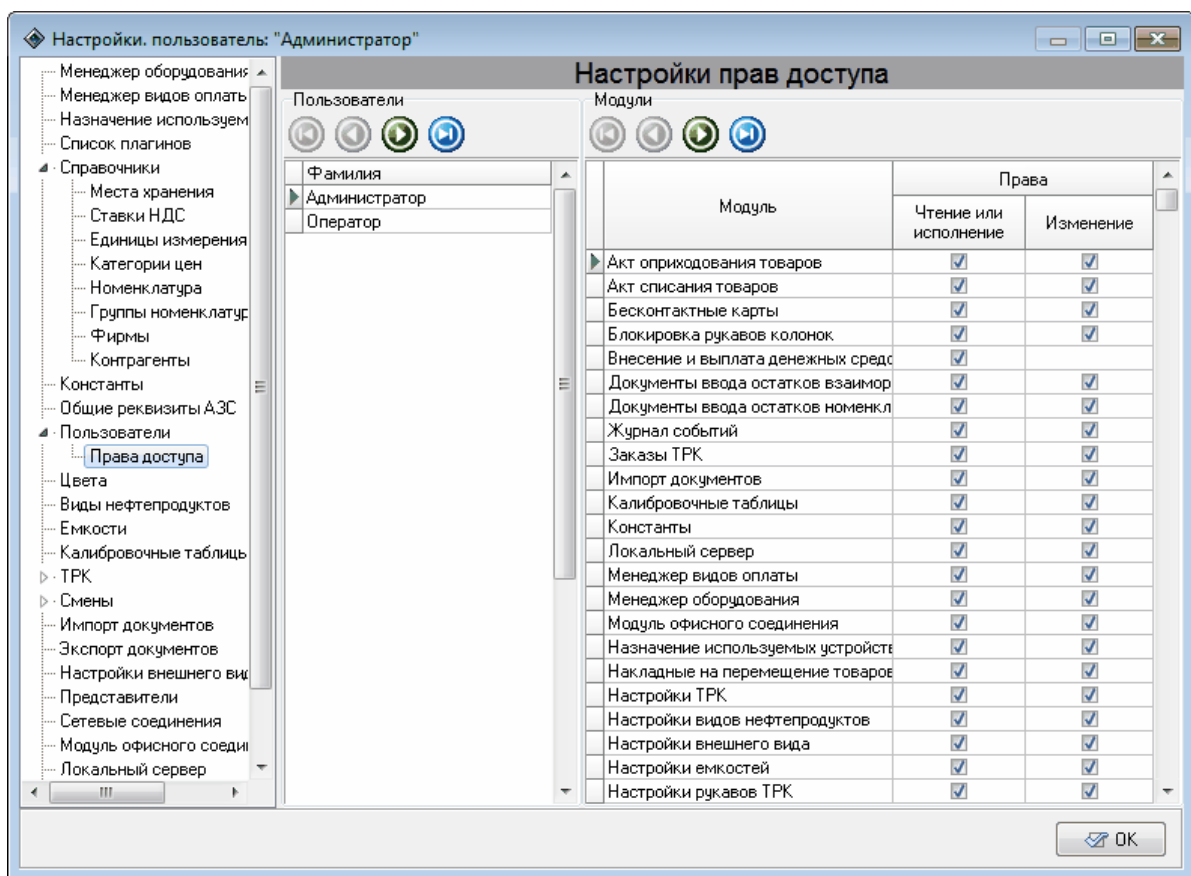 Настройки. пользователь: "Администратор"
Менеджер оборудования
Менеджер видов оплать
Назначение используем
Список плагинов
Справочники
Места хранения
Ставки НДС
Единицы измерения
Категории цен
Номенклатура
Группы номенклатур
Фирмы
Контрагенты
Константы
Общие реквизиты АЗС
Пользователи
Права доступа
Цвета
Виды нефтепродуктов
Емкости
Калибровочные таблиць
ТРК
Смены
Импорт документов
Экспорт документов
Настройки внешнего вид
Представители
Сетевые соединения
Модуль офисного соеди
Локальный сервер
Настройки прав доступа
Пользователи
Фамилия
Администратор
Оператор
Модули
Модуль
Права
Чтение или
исполнение
Изменение
Акт оприходования товаров
Акт списания товаров
Бесконтактные карты
Блокировка рукавов колонок
Внесение и выплата денежных средс
Документы ввода остатков взаимор
Документы ввода остатков номенкл
Журнал событий
Заказы ТРК
Импорт документов
Калибровочные таблицы
Константы
Локальный сервер
Менеджер видов оплаты
Менеджер оборудования
Модуль офисного соединения
Назначение используемых устройств
Накладные на перемещение товаров
Настройки ТРК
Настройки видов нефтепродуктов
Настройки внешнего вида
Настройки емкостей
Настройки рукавов ТРК
OK